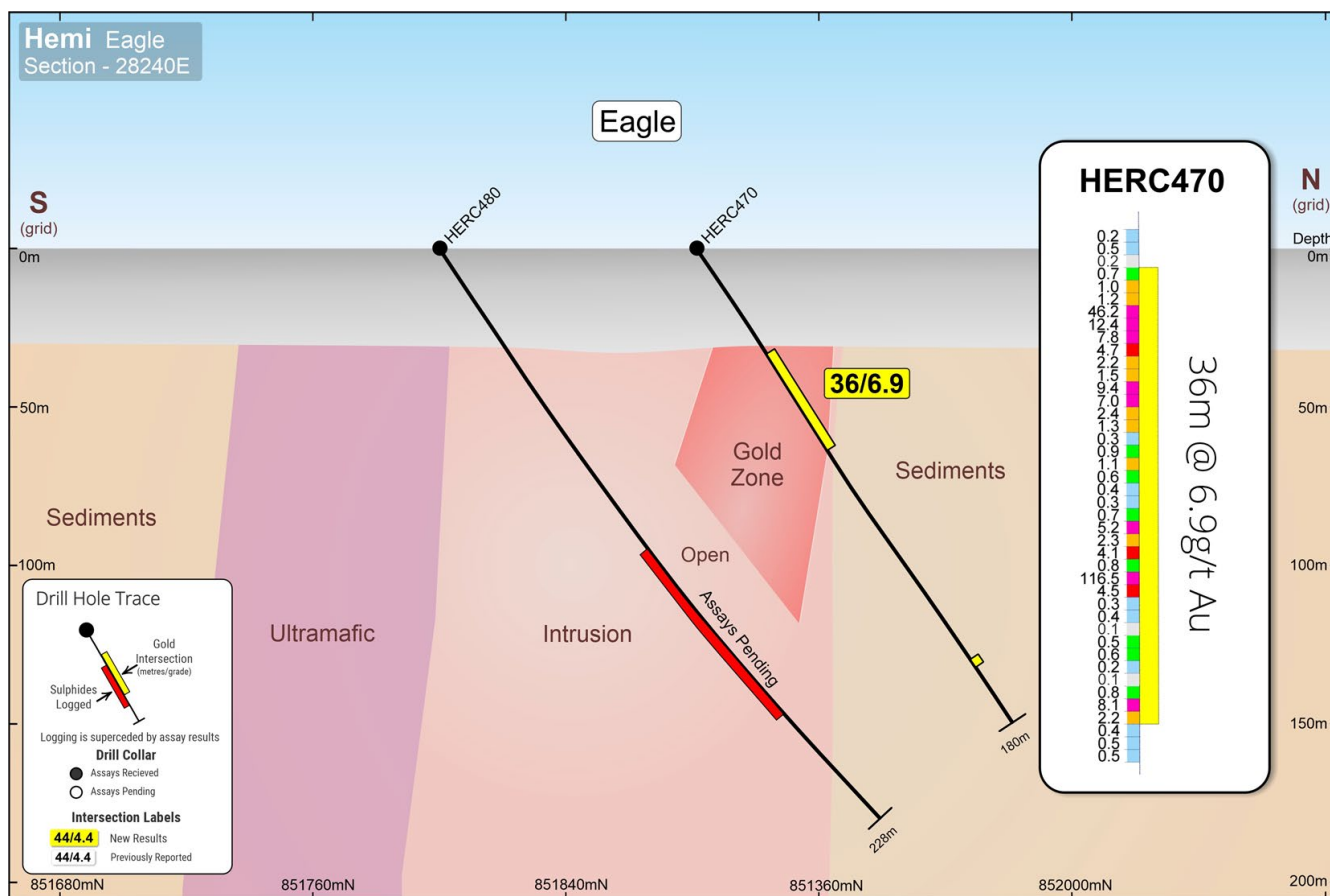 Hemi Eagle
Section - 28240E
Eagle
S
(grid)
0m
50m
100m
HERC480
HERC470
36/6.9
Gold
Zone
Sediments
Sediments
Ultramafic
Intrusion
Open
Assays Pending
228m
180m
N
(grid)
Depth
0m
50m
100m
150m
200m
HERC470
0.2
0.5
0.2
0.7
1.0
1.2
46.2
12.4
7.8
4.7
2.2
1.5
9.4
7.0
2.4
1.3
0.3
0.9
1.1
0.6
0.4
0.3
0.7
5.2
2.3
4.1
0.8
116.5
4.5
0.3
0.4
0.1
0.5
0.6
0.2
0.1
0.8
8.1
2.2
0.4
0.5
0.5
36m @ 6.9g/t Au
Drill Hole Trace
Gold
Intersection
(metres/grade)
Sulphides
Logged
Logging is superceded by assay results
Drill Collar
Assays Recieved
Assays Pending
Intersection Labels
44/4.4 New Results
44/4.4 Previously Reported
851680mN
851760mN
851840mN
851360mN
852000mN